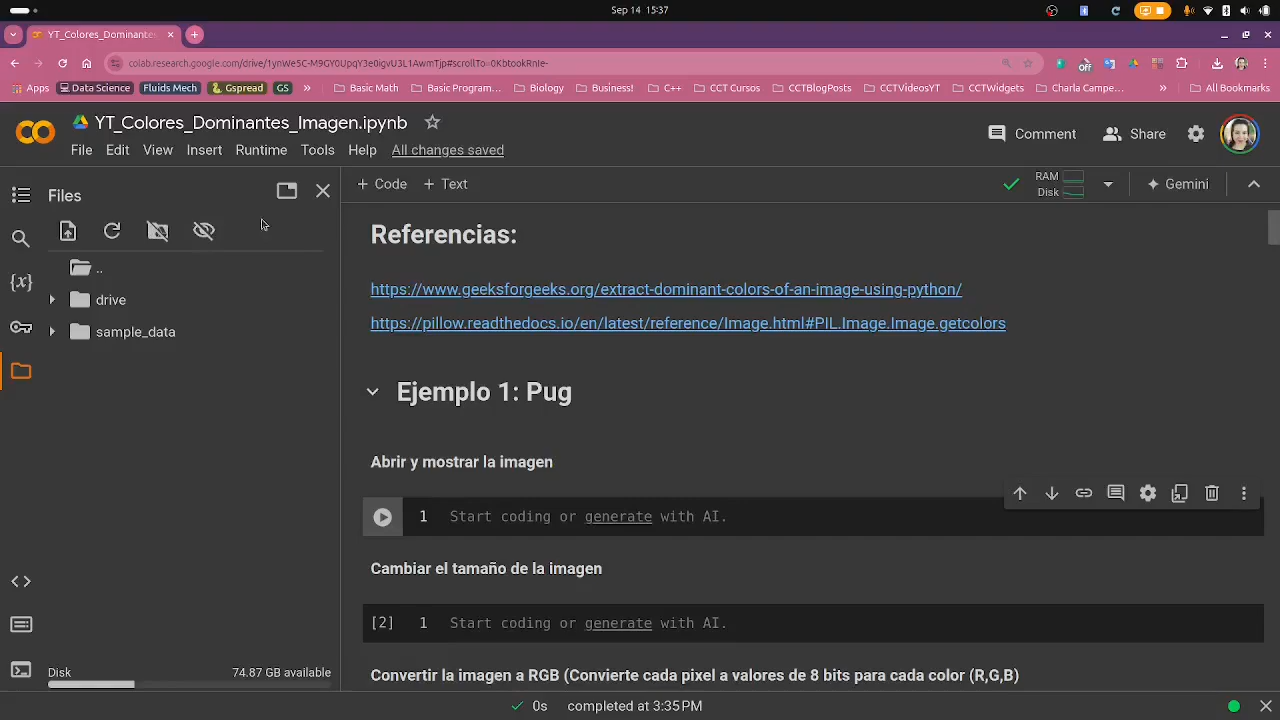 Sep 14 15:37
YT_Colores_Dominantes
colab.research.google.com/drive/1ynWe5C-M9GY0UpqY3e0igvU3L1AwmTjp#scrollTo=0KbtookRnIe-
off
Apps Data Science Fluids Mech Gspread GS » Basic Math Basic Program... Biology Business! C++ CCT Cursos CCTBlogPosts CCTVideosYT CCTWidgets Charla Campe... » All Bookmarks
YT_Colores_Dominantes_Imagen.ipynb
Comment Share
File Edit View Insert Runtime Tools Help All changes saved
Files
+ Code + Text
RAM
Disk
Gemini
..
drive
sample_data
Referencias:
https://www.geeksforgeeks.org/extract-dominant-colors-of-an-image-using-python/
https://pillow.readthedocs.io/en/latest/reference/Image.html#PIL.Image.Image.getcolors
Ejemplo 1: Pug
Abrir y mostrar la imagen
1 Start coding or generate with AI.
Cambiar el tamaño de la imagen
[2] 1 Start coding or generate with AI.
Convertir la imagen a RGB (Convierte cada pixel a valores de 8 bits para cada color (R,G,B)
Disk 74.87 GB available
0s completed at 3:35 PM